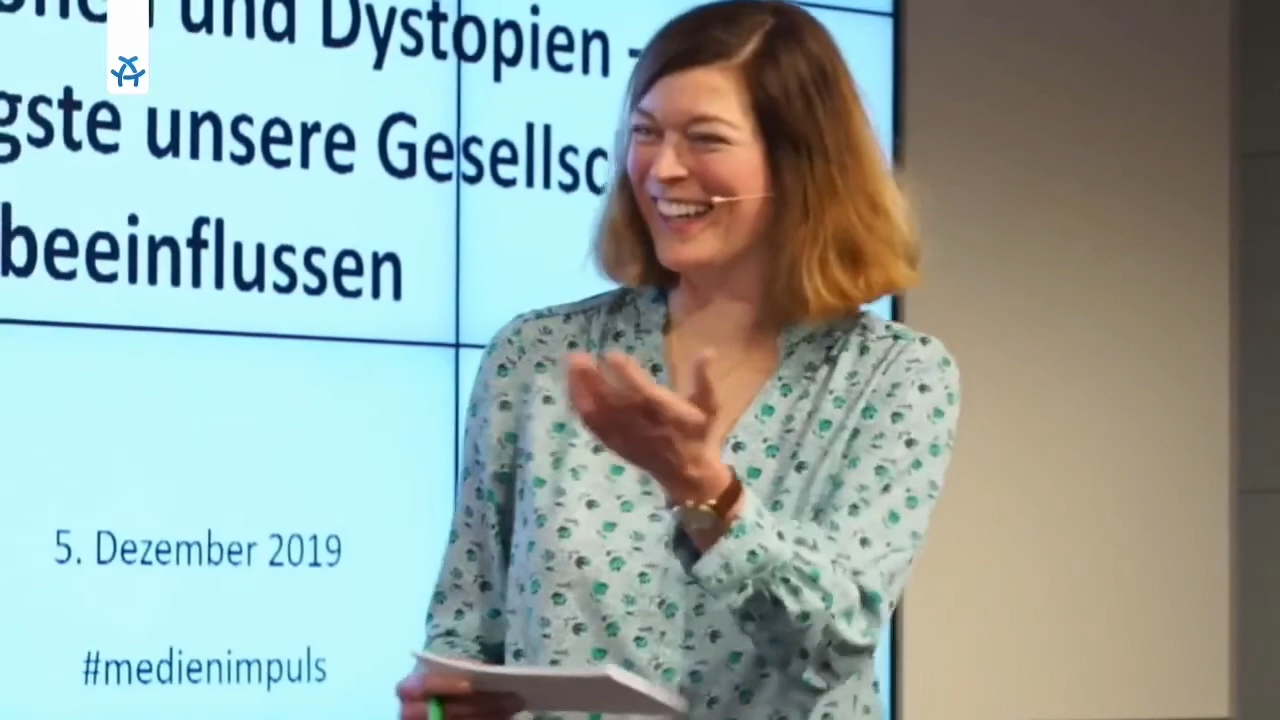 und Dystopien -
gste unsere Gesellsc
beeinflussen
5. Dezember 2019
#medienimpuls